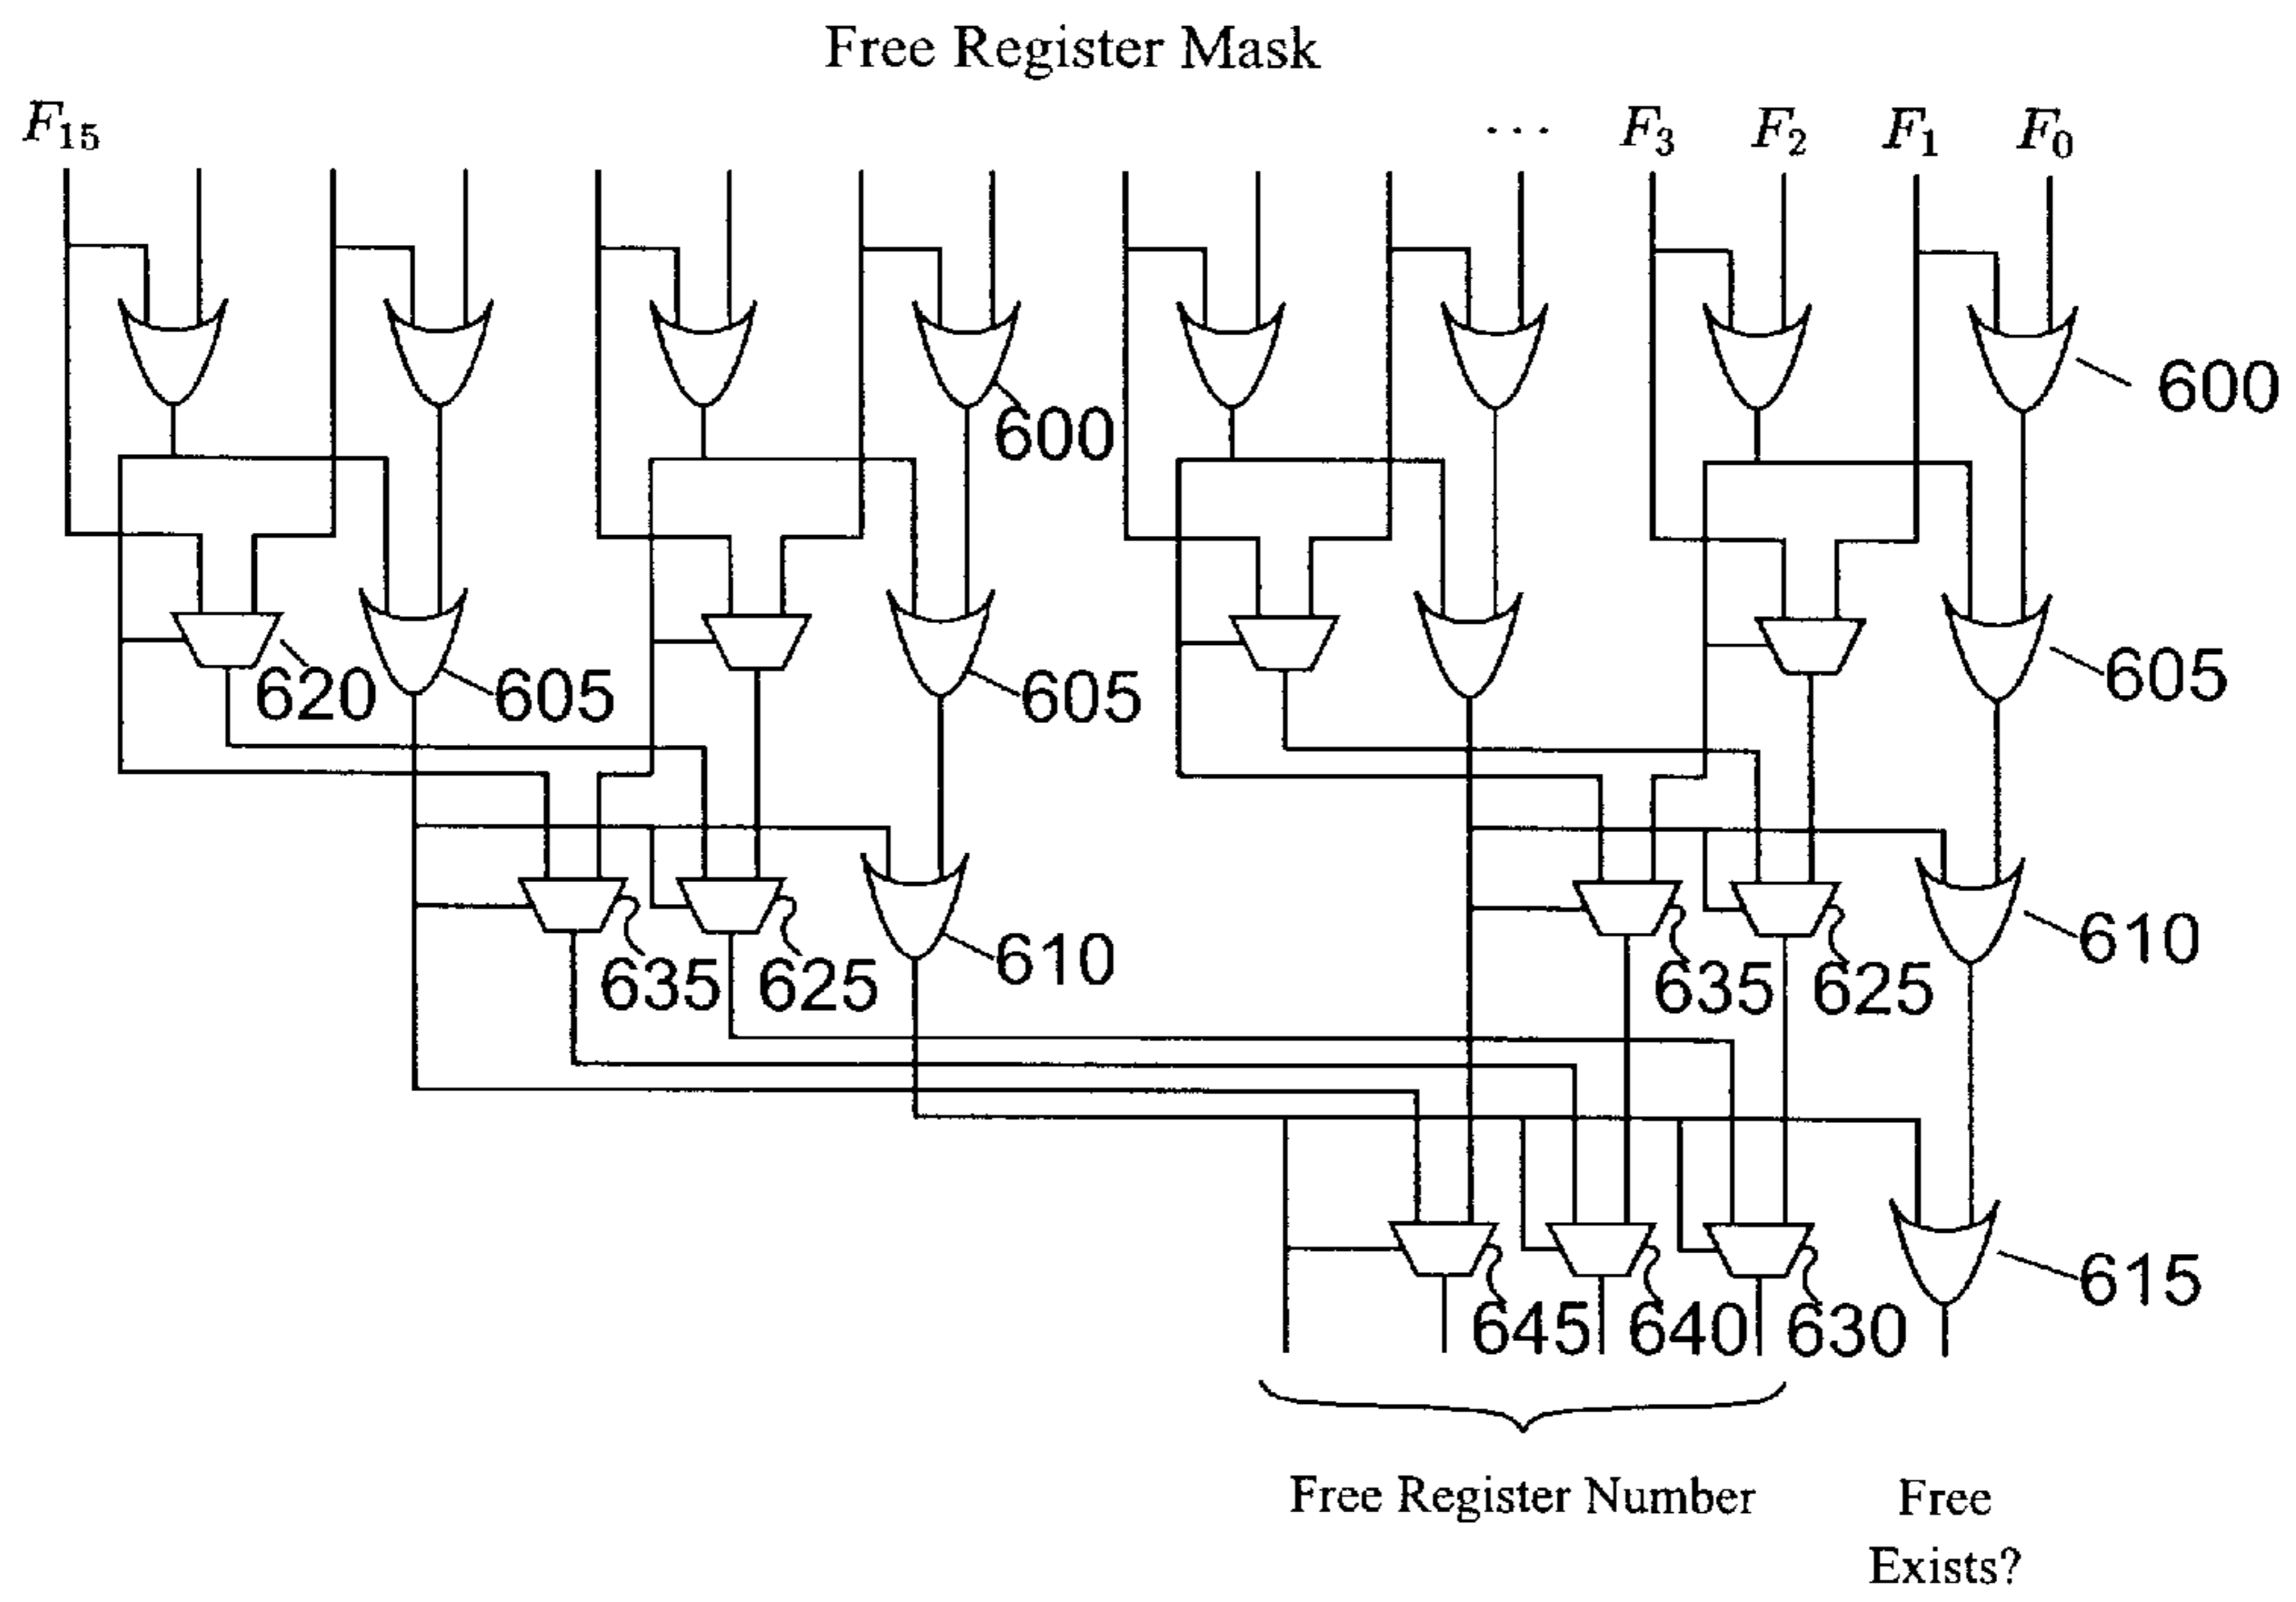 Free Register Mask
F₁₅ ... F₃ F₂ F₁ F₀
600
600
620 605 605 605
635 625 610 635 625 610
645 640 630 615
Free Register Number Free
Exists?